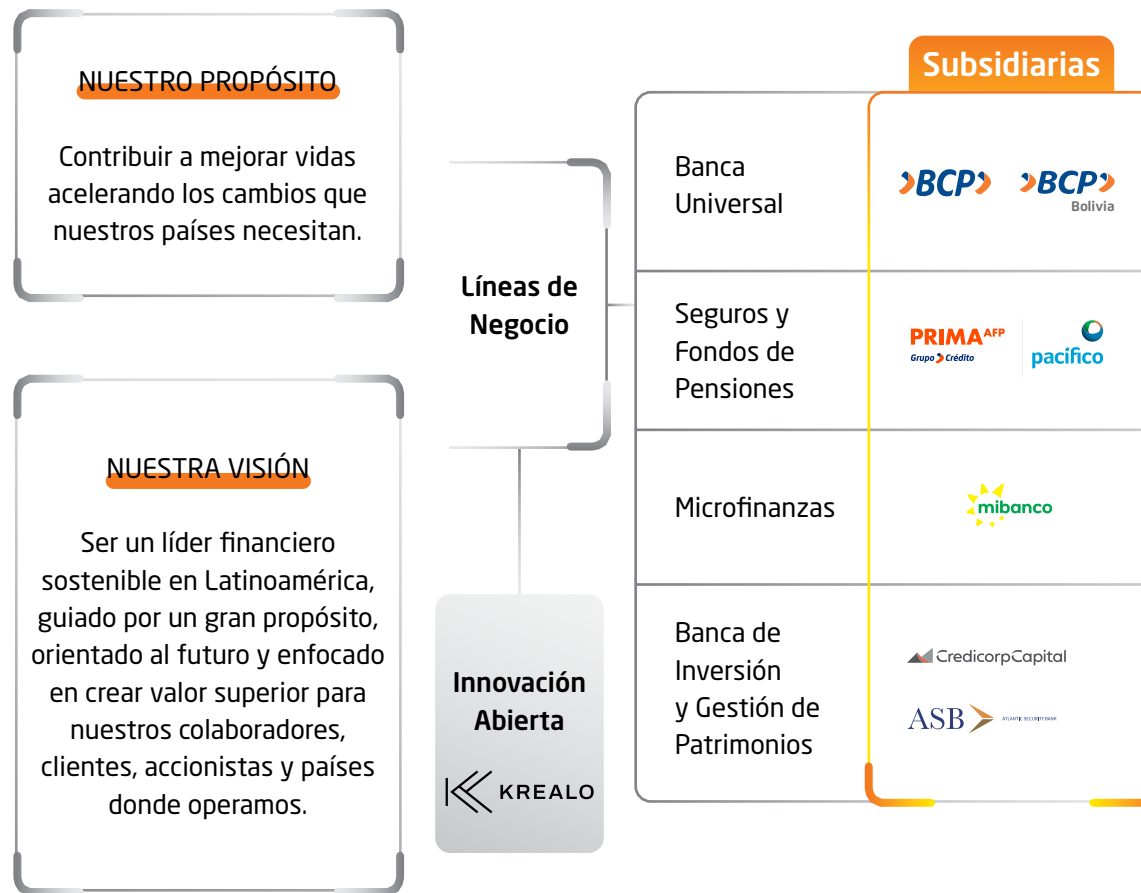 NUESTRO PROPÓSITO
Contribuir a mejorar vidas
acelerando los cambios que
nuestros países necesitan.
NUESTRA VISIÓN
Ser un líder financiero
sostenible en Latinoamérica,
guiado por un gran propósito,
orientado al futuro y enfocado
en crear valor superior para
nuestros colaboradores,
clientes, accionistas y países
donde operamos.
Líneas de
Negocio
Innovación
Abierta
KREALO
Subsidiarias
Banca
Universal
BCP
BCP
Bolivia
Seguros y
Fondos de
Pensiones
PRIMA AFP
Grupo Crédito
pacifico
Microfinanzas
mibanco
Banca de
Inversión
y Gestión de
Patrimonios
CredicorpCapital
ASB
ATLANTIC SECURITY BANK